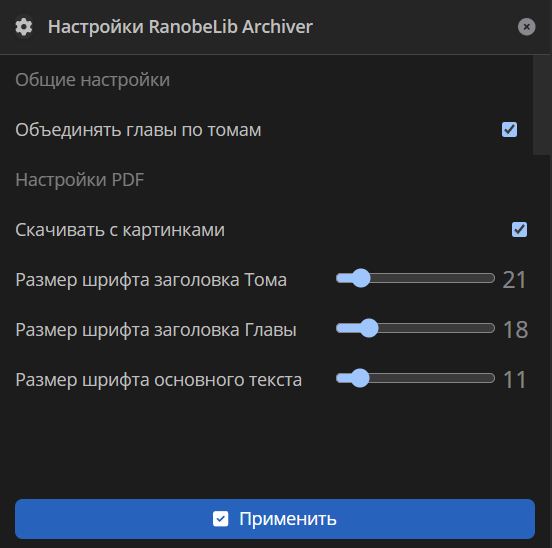 Настройки RanobeLib Archiver
Общие настройки
Объединять главы по томам
Настройки PDF
Скачивать с картинками
Размер шрифта заголовка Тома 21
Размер шрифта заголовка Главы 18
Размер шрифта основного текста 11
Применить